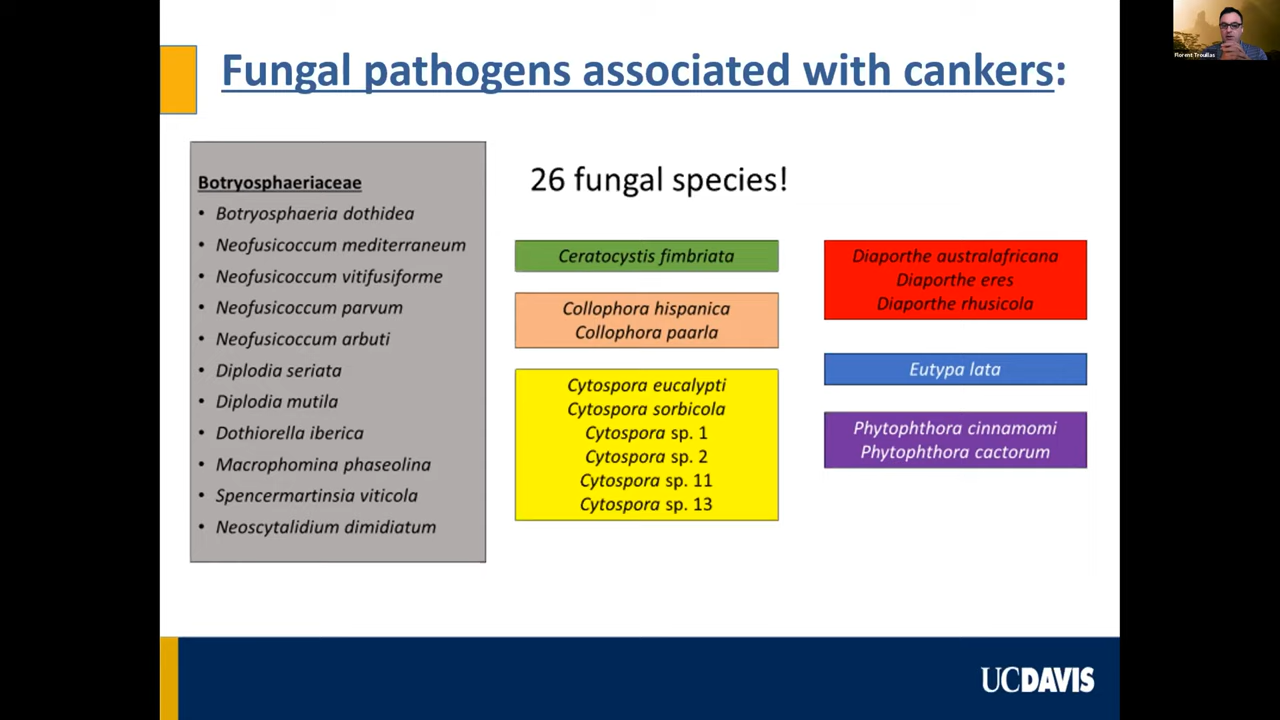 Fungal pathogens associated with cankers:
Botryosphaeriaceae
• Botryosphaeria dothidea
• Neofusicoccum mediterraneum
• Neofusicoccum vitifusiforme
• Neofusicoccum parvum
• Neofusicoccum arbuti
• Diplodia seriata
• Diplodia mutila
• Dothiorella iberica
• Macrophomina phaseolina
• Spencermartinsia viticola
• Neoscytalidium dimidiatum
26 fungal species!
Ceratocystis fimbriata
Collophora hispanica
Collophora paarla
Cytospora eucalypti
Cytospora sorbicola
Cytospora sp. 1
Cytospora sp. 2
Cytospora sp. 11
Cytospora sp. 13
Diaporthe australafricana
Diaporthe eres
Diaporthe rhusicola
Eutypa lata
Phytophthora cinnamomi
Phytophthora cactorum
UCDAVIS
Florent Trouillas